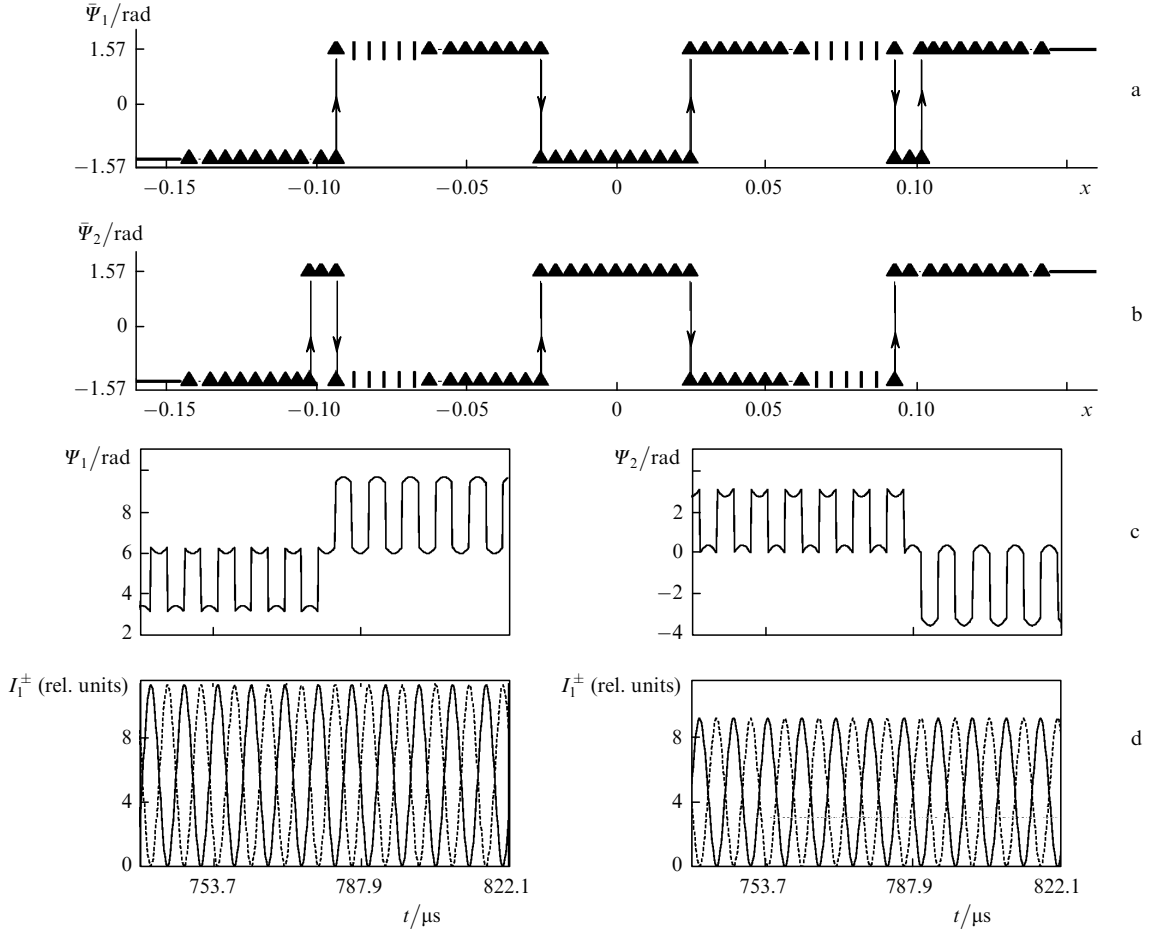 Ψ̄₁/rad
1.57
0
−1.57
−0.15 −0.10 −0.05 0 0.05 0.10 x
a
Ψ̄₂/rad
1.57
0
−1.57
−0.15 −0.10 −0.05 0 0.05 0.10 x
b
Ψ₁/rad
8
6
4
2
Ψ₂/rad
2
0
−2
−4
c
I₁± (rel. units)
8
4
0
753.7 787.9 822.1
t/μs
I₁± (rel. units)
8
4
0
753.7 787.9 822.1
t/μs
d